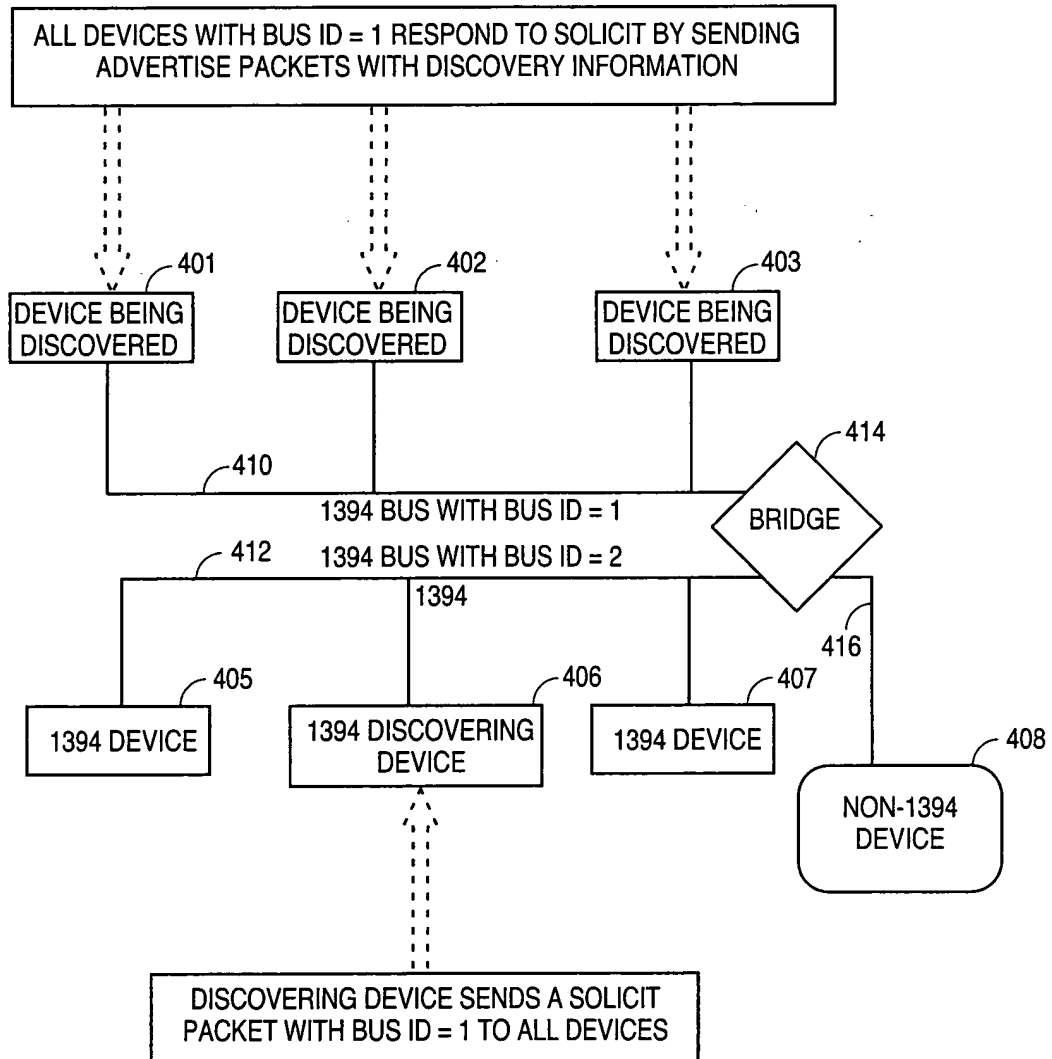 ALL DEVICES WITH BUS ID = 1 RESPOND TO SOLICIT BY SENDING
ADVERTISE PACKETS WITH DISCOVERY INFORMATION
401
402
403
DEVICE BEING
DISCOVERED
DEVICE BEING
DISCOVERED
DEVICE BEING
DISCOVERED
414
410
1394 BUS WITH BUS ID = 1
BRIDGE
412
1394 BUS WITH BUS ID = 2
1394
416
405
406
407
1394 DEVICE
1394 DISCOVERING
DEVICE
1394 DEVICE
408
NON-1394
DEVICE
DISCOVERING DEVICE SENDS A SOLICIT
PACKET WITH BUS ID = 1 TO ALL DEVICES